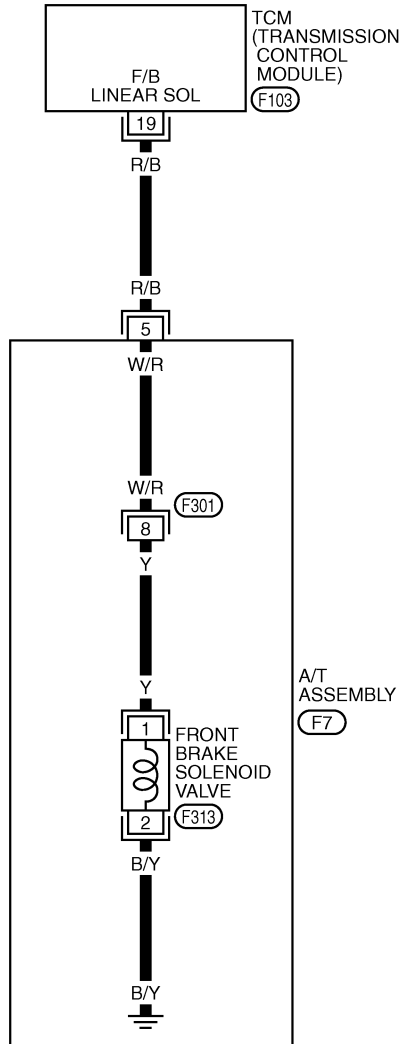 TCM
(TRANSMISSION
CONTROL
MODULE)
F103
F/B
LINEAR SOL
19
R/B
R/B
5
W/R
W/R
F301
8
Y
Y
A/T
ASSEMBLY
F7
1
FRONT
BRAKE
SOLENOID
VALVE
F313
2
B/Y
B/Y